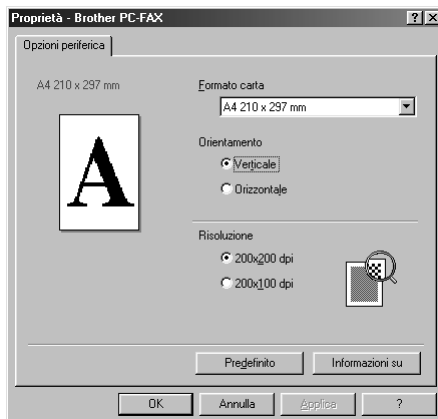 Proprietà - Brother PC-FAX
Opzioni periferica
A4 210 x 297 mm
A
Formato carta
A4 210 x 297 mm
Orientamento
Verticale
Orizzontale
Risoluzione
200x200 dpi
200x100 dpi
Predefinito
Informazioni su
OK
Annulla
Applica
?